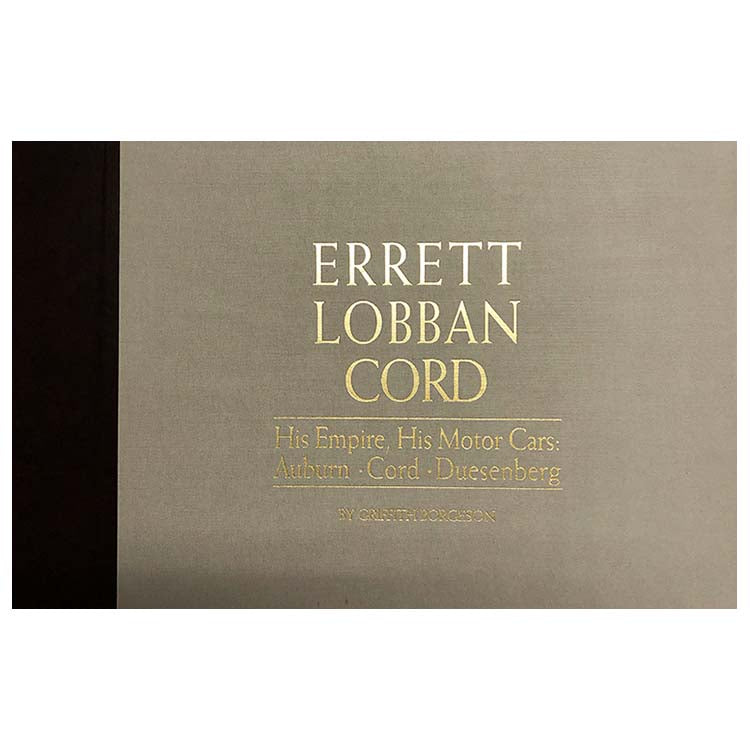 ERRETT
LOBBAN
CORD
His Empire, His Motor Cars:
Auburn · Cord · Duesenberg
BY GRIFFITH BORGESON